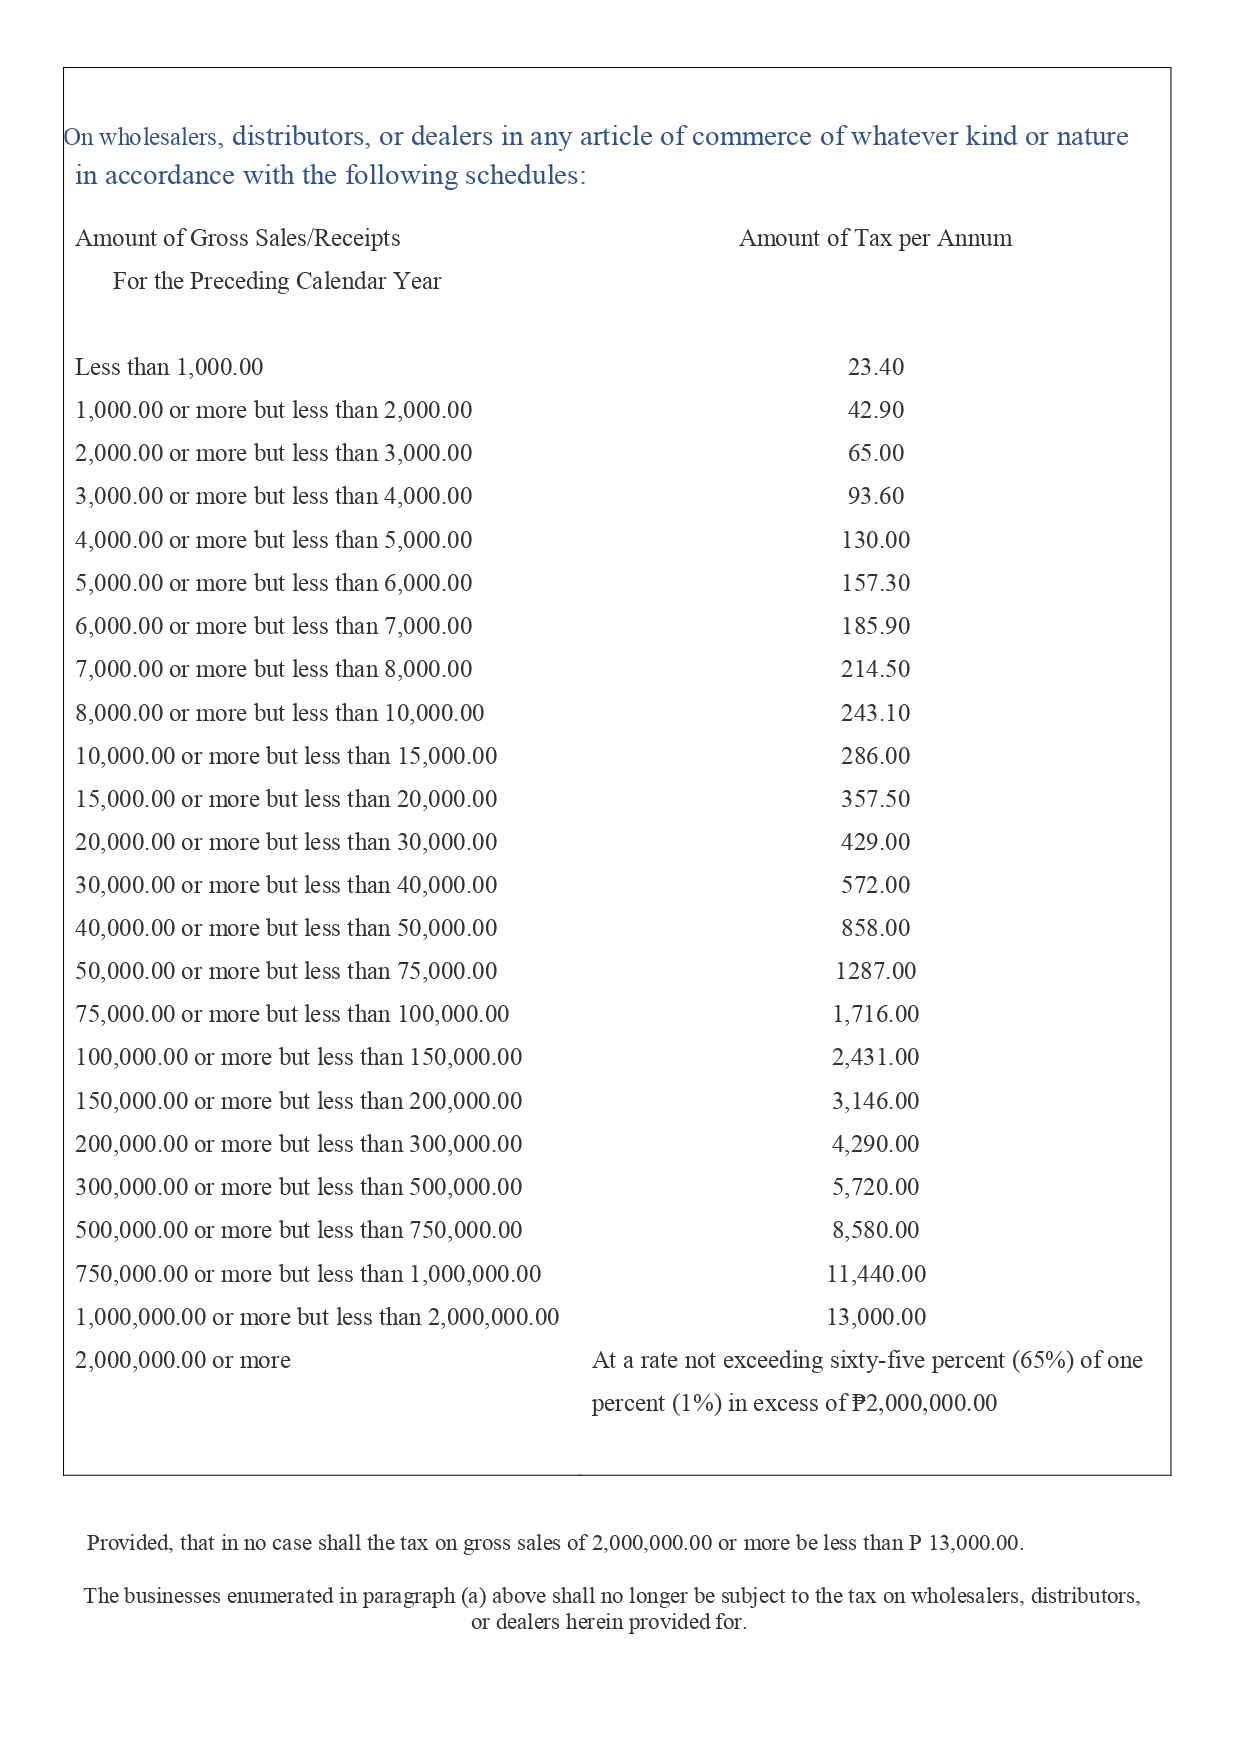 On wholesalers, distributors, or dealers in any article of commerce of whatever kind or nature
in accordance with the following schedules:
Amount of Gross Sales/Receipts Amount of Tax per Annum
For the Preceding Calendar Year
Less than 1,000.00 23.40
1,000.00 or more but less than 2,000.00 42.90
2,000.00 or more but less than 3,000.00 65.00
3,000.00 or more but less than 4,000.00 93.60
4,000.00 or more but less than 5,000.00 130.00
5,000.00 or more but less than 6,000.00 157.30
6,000.00 or more but less than 7,000.00 185.90
7,000.00 or more but less than 8,000.00 214.50
8,000.00 or more but less than 10,000.00 243.10
10,000.00 or more but less than 15,000.00 286.00
15,000.00 or more but less than 20,000.00 357.50
20,000.00 or more but less than 30,000.00 429.00
30,000.00 or more but less than 40,000.00 572.00
40,000.00 or more but less than 50,000.00 858.00
50,000.00 or more but less than 75,000.00 1287.00
75,000.00 or more but less than 100,000.00 1,716.00
100,000.00 or more but less than 150,000.00 2,431.00
150,000.00 or more but less than 200,000.00 3,146.00
200,000.00 or more but less than 300,000.00 4,290.00
300,000.00 or more but less than 500,000.00 5,720.00
500,000.00 or more but less than 750,000.00 8,580.00
750,000.00 or more but less than 1,000,000.00 11,440.00
1,000,000.00 or more but less than 2,000,000.00 13,000.00
2,000,000.00 or more At a rate not exceeding sixty-five percent (65%) of one
percent (1%) in excess of ₱2,000,000.00
Provided, that in no case shall the tax on gross sales of 2,000,000.00 or more be less than P 13,000.00.
The businesses enumerated in paragraph (a) above shall no longer be subject to the tax on wholesalers, distributors,
or dealers herein provided for.